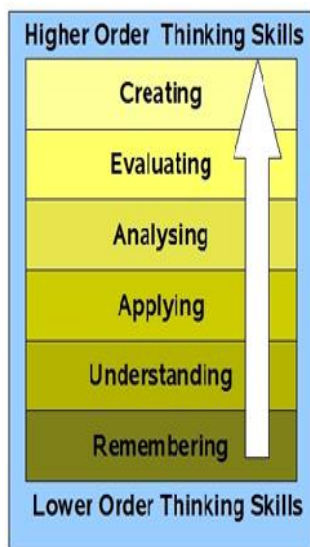 Higher Order Thinking Skills
Creating
Evaluating
Analysing
Applying
Understanding
Remembering
Lower Order Thinking Skills